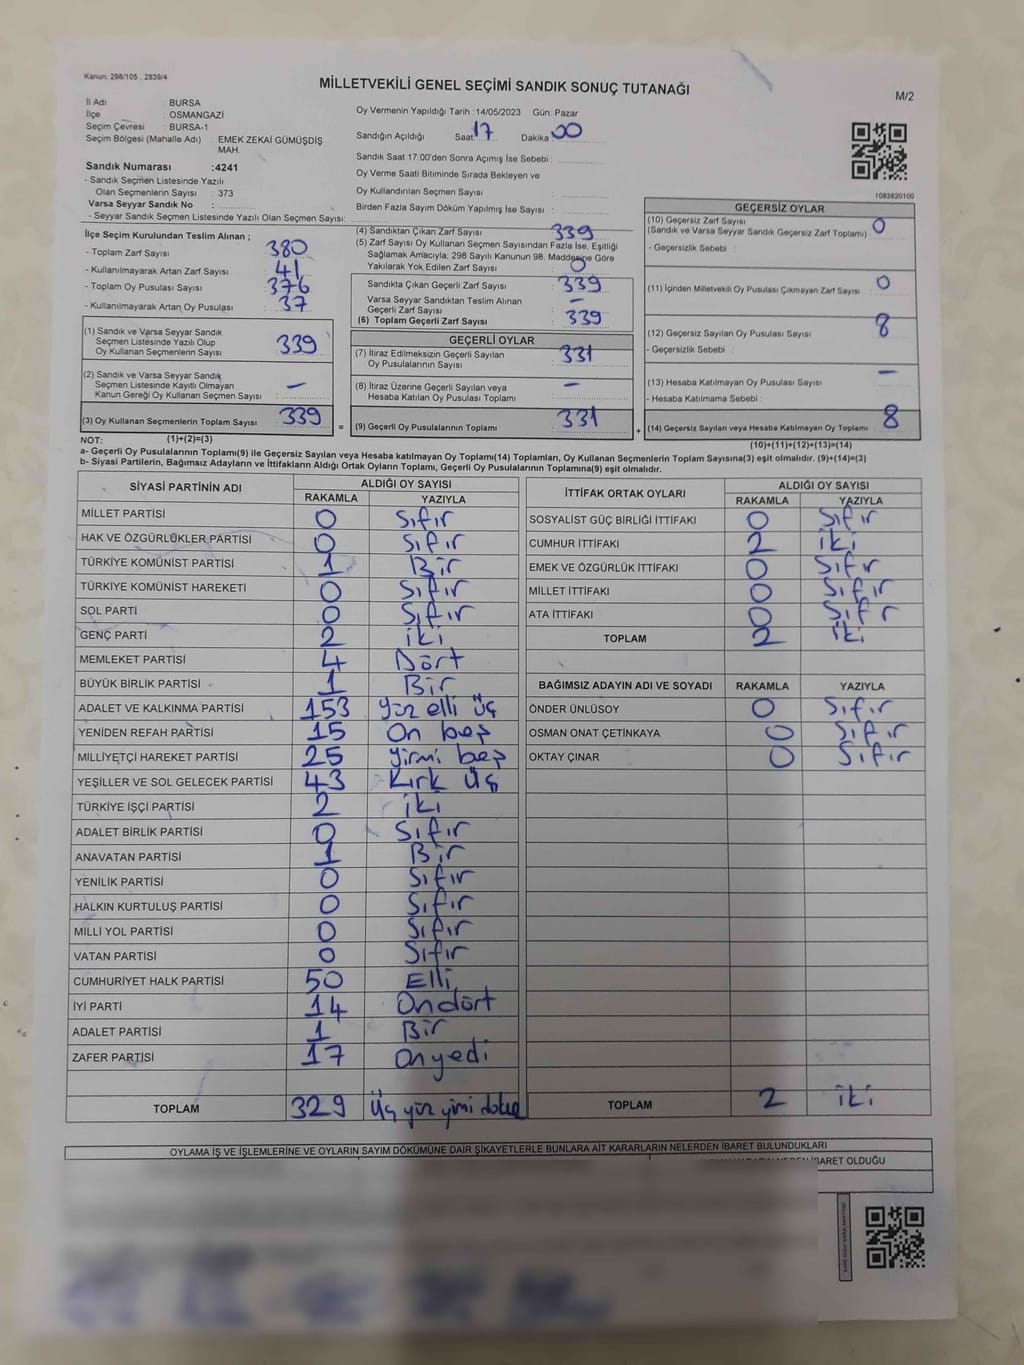 Kanun: 298/105 . 2839/4
MİLLETVEKİLİ GENEL SEÇİMİ SANDIK SONUÇ TUTANAĞI
M/2
İl Adı : BURSA
İlçe : OSMANGAZİ
Seçim Çevresi : BURSA-1
Seçim Bölgesi (Mahalle Adı) : EMEK ZEKAİ GÜMÜŞDİŞ
MAH.
Sandık Numarası :4241
- Sandık Seçmen Listesinde Yazılı
Olan Seçmenlerin Sayısı : 373
Varsa Seyyar Sandık No :
- Seyyar Sandık Seçmen Listesinde Yazılı Olan Seçmen Sayısı:
Oy Vermenin Yapıldığı Tarih : 14/05/2023 Gün: Pazar
Sandığın Açıldığı Saat 17 Dakika 00
Sandık Saat 17:00'den Sonra Açımış İse Sebebi :
Oy Verme Saati Bitiminde Sırada Bekleyen ve
Oy Kullandırılan Seçmen Sayısı :
Birden Fazla Sayım Döküm Yapılmış İse Sayısı :
1083820100
İlçe Seçim Kurulundan Teslim Alınan ;
- Toplam Zarf Sayısı : 380
- Kullanılmayarak Artan Zarf Sayısı : 41
- Toplam Oy Pusulası Sayısı : 376
- Kullanılmayarak Artan Oy Pusulası : 37
(1) Sandık ve Varsa Seyyar Sandık
Seçmen Listesinde Yazılı Olup
Oy Kullanan Seçmenlerin Sayısı : 339
(2) Sandık ve Varsa Seyyar Sandık
Seçmen Listesinde Kayıtlı Olmayan
Kanun Gereği Oy Kullanan Seçmen Sayısı : —
(3) Oy Kullanan Seçmenlerin Toplam Sayısı : 339
(4) Sandıktan Çıkan Zarf Sayısı : 339
(5) Zarf Sayısı Oy Kullanan Seçmen Sayısından Fazla İse, Eşitliği
Sağlamak Amacıyla, 298 Sayılı Kanunun 98. Maddesine Göre
Yakılarak Yok Edilen Zarf Sayısı : 0
Sandıkta Çıkan Geçerli Zarf Sayısı : 339
Varsa Seyyar Sandıktan Teslim Alınan
Geçerli Zarf Sayısı : —
(6) Toplam Geçerli Zarf Sayısı : 339
GEÇERLİ OYLAR
(7) İtiraz Edilmeksizin Geçerli Sayılan
Oy Pusulalarının Sayısı : 331
(8) İtiraz Üzerine Geçerli Sayılan veya
Hesaba Katılan Oy Pusulası Toplamı : —
= (9) Geçerli Oy Pusulalarının Toplamı : 331
GEÇERSİZ OYLAR
(10) Geçersiz Zarf Sayısı : 0
(Sandık ve Varsa Seyyar Sandık Geçersiz Zarf Toplamı)
- Geçersizlik Sebebi :
(11) İçinden Milletvekili Oy Pusulası Çıkmayan Zarf Sayısı : 0
(12) Geçersiz Sayılan Oy Pusulası Sayısı : 8
- Geçersizlik Sebebi :
(13) Hesaba Katılmayan Oy Pusulası Sayısı : —
- Hesaba Katılmama Sebebi :
+ (14) Geçersiz Sayılan veya Hesaba Katılmayan Oy Toplamı : 8
NOT: (1)+(2)=(3)
(10)+(11)+(12)+(13)=(14)
a- Geçerli Oy Pusulasının Toplamı(9) ile Geçersiz Sayılan veya Hesaba katılmayan Oy Toplamı(14) Toplamları, Oy Kullanan Seçmenlerin Toplam Sayısına(3) eşit olmalıdır. (9)+(14)=(3)
b- Siyasi Partilerin, Bağımsız Adayların ve İttifakların Aldığı Ortak Oyların Toplamı, Geçerli Oy Pusulalarının Toplamına(9) eşit olmalıdır.
SİYASİ PARTİNİN ADI ALDIĞI OY SAYISI
RAKAMLA YAZIYLA
MİLLET PARTİSİ 0 Sıfır
HAK VE ÖZGÜRLÜKLER PARTİSİ 0 Sıfır
TÜRKİYE KOMÜNİST PARTİSİ 1 Bir
TÜRKİYE KOMÜNİST HAREKETİ 0 Sıfır
SOL PARTİ 0 Sıfır
GENÇ PARTİ 2 iki
MEMLEKET PARTİSİ 4 Dört
BÜYÜK BİRLİK PARTİSİ 1 Bir
ADALET VE KALKINMA PARTİSİ 153 yüz elli üç
YENİDEN REFAH PARTİSİ 15 On beş
MİLLİYETÇİ HAREKET PARTİSİ 25 yirmi beş
YEŞİLLER VE SOL GELECEK PARTİSİ 43 Kırk Üç
TÜRKİYE İŞÇİ PARTİSİ 2 iki
ADALET BİRLİK PARTİSİ 0 Sıfır
ANAVATAN PARTİSİ 1 Bir
YENİLİK PARTİSİ 0 Sıfır
HALKIN KURTULUŞ PARTİSİ 0 Sıfır
MİLLİ YOL PARTİSİ 0 Sıfır
VATAN PARTİSİ 0 Sıfır
CUMHURİYET HALK PARTİSİ 50 Elli
İYİ PARTİ 14 Ondört
ADALET PARTİSİ 1 Bir
ZAFER PARTİSİ 17 Onyedi
TOPLAM 329 Üç yüz yimi dokuz
İTTİFAK ORTAK OYLARI ALDIĞI OY SAYISI
RAKAMLA YAZIYLA
SOSYALİST GÜÇ BİRLİĞİ İTTİFAKI 0 Sıfır
CUMHUR İTTİFAKI 2 iki
EMEK VE ÖZGÜRLÜK İTTİFAKI 0 Sıfır
MİLLET İTTİFAKI 0 Sıfır
ATA İTTİFAKI 0 Sıfır
TOPLAM 2 iki
BAĞIMSIZ ADAYIN ADI VE SOYADI RAKAMLA YAZIYLA
ÖNDER ÜNLÜSOY 0 Sıfır
OSMAN ONAT ÇETİNKAYA 0 Sıfır
OKTAY ÇINAR 0 Sıfır
TOPLAM 2 iki
OYLAMA İŞ VE İŞLEMLERİNE VE OYLARIN SAYIM DÖKÜMÜNE DAİR ŞİKAYETLERLE BUNLARA AİT KARARLARIN NELERDEN İBARET BULUNDUKLARI
İBARET OLDUĞU